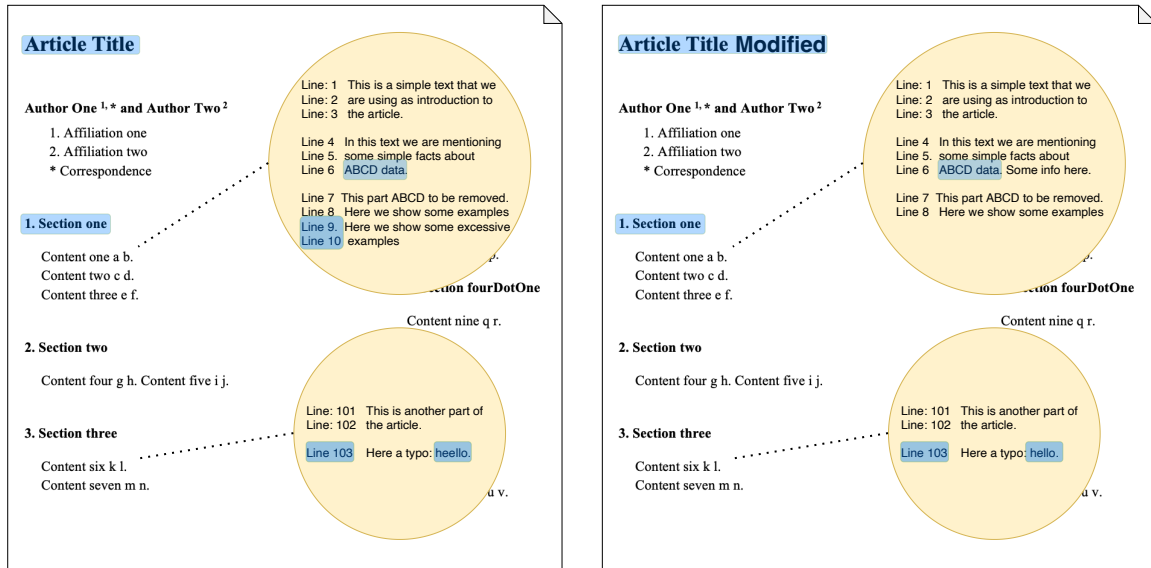 Article Title
Author One 1, * and Author Two 2
1. Affiliation one
2. Affiliation two
* Correspondence
1. Section one
Content one a b.
Content two c d.
Content three e f.
2. Section two
Content four g h. Content five i j.
3. Section three
Content six k l.
Content seven m n.
Line: 1 This is a simple text that we
Line: 2 are using as introduction to
Line: 3 the article.
Line 4 In this text we are mentioning
Line 5. some simple facts about
Line 6 ABCD data.
Line 7 This part ABCD to be removed.
Line 8 Here we show some examples
Line 9. Here we show some excessive
Line 10 examples
fourDotOne
Content nine q r.
Line: 101 This is another part of
Line: 102 the article.
Line 103 Here a typo: heello.
v.
Article Title Modified
Author One 1, * and Author Two 2
1. Affiliation one
2. Affiliation two
* Correspondence
1. Section one
Content one a b.
Content two c d.
Content three e f.
2. Section two
Content four g h. Content five i j.
3. Section three
Content six k l.
Content seven m n.
Line: 1 This is a simple text that we
Line: 2 are using as introduction to
Line: 3 the article.
Line 4 In this text we are mentioning
Line 5. some simple facts about
Line 6 ABCD data. Some info here.
Line 7 This part ABCD to be removed.
Line 8 Here we show some examples
fourDotOne
Content nine q r.
Line: 101 This is another part of
Line: 102 the article.
Line 103 Here a typo: hello.
v.